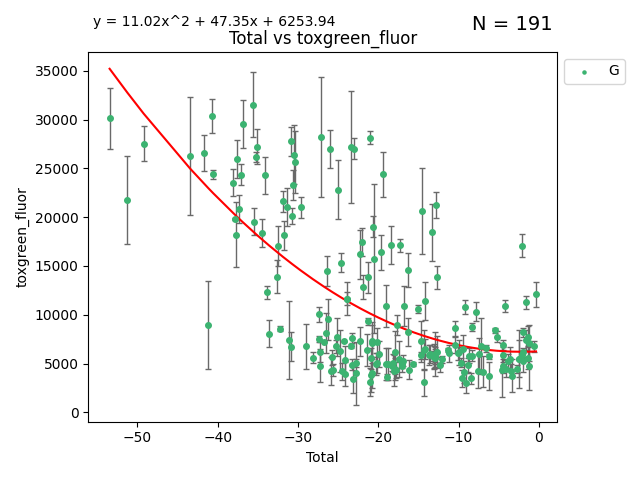 y = 11.02x^2 + 47.35x + 6253.94
N = 191
Total vs toxgreen_fluor
G
toxgreen_fluor
35000
30000
25000
20000
15000
10000
5000
0
−50
−40
−30
−20
−10
0
Total